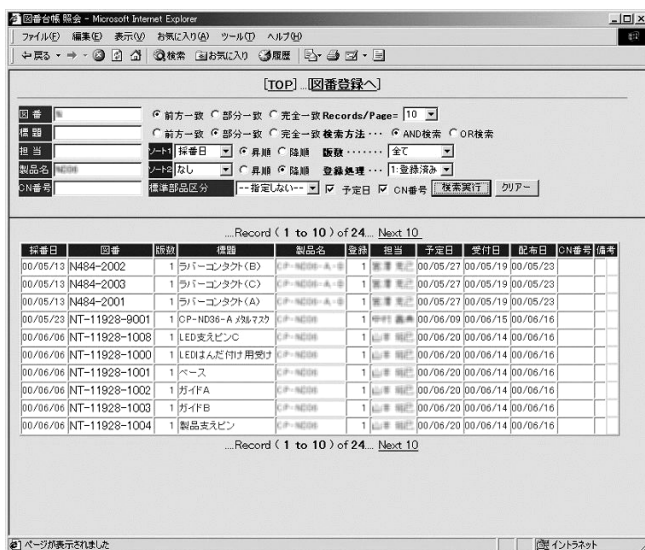 図番台帳 照会 - Microsoft Internet Explorer
ファイル(F) 編集(E) 表示(V) お気に入り(A) ツール(T) ヘルプ(H)
戻る 検索 お気に入り 履歴
[TOP]...[図番登録へ]
図番 前方一致 部分一致 完全一致 Records/Page= 10
標題 前方一致 部分一致 完全一致 検索方法・・・ AND検索 OR検索
担当 ソート1 採番日 昇順 降順 版数・・・・・・・ 全て
製品名 ソート2 なし 昇順 降順 登録処理・・・ 1:登録済み
CN番号 標準部品区分 --指定しない-- 予定日 CN番号 検索実行 クリアー
....Record ( 1 to 10 ) of 24.... Next 10
採番日 図番 版数 標題 製品名 登録 担当 予定日 受付日 配布日 CN番号 備考
00/05/13 N484-2002 1 ラバーコンタクト(B) 1 00/05/27 00/05/19 00/05/23
00/05/13 N484-2003 1 ラバーコンタクト(C) 1 00/05/27 00/05/19 00/05/23
00/05/13 N484-2001 1 ラバーコンタクト(A) 1 00/05/27 00/05/19 00/05/23
00/05/23 NT-11928-9001 1 CP-ND36-A メタルマスク 1 00/06/09 00/06/15 00/06/16
00/06/06 NT-11928-1008 1 LED支えピンC 1 00/06/20 00/06/14 00/06/16
00/06/06 NT-11928-1000 1 LEDはんだ付け用受け 1 00/06/20 00/06/14 00/06/16
00/06/06 NT-11928-1001 1 ベース 1 00/06/20 00/06/14 00/06/16
00/06/06 NT-11928-1002 1 ガイドA 1 00/06/20 00/06/14 00/06/16
00/06/06 NT-11928-1003 1 ガイドB 1 00/06/20 00/06/14 00/06/16
00/06/06 NT-11928-1004 1 製品支えピン 1 00/06/20 00/06/14 00/06/16
....Record ( 1 to 10 ) of 24.... Next 10
ページが表示されました イントラネット